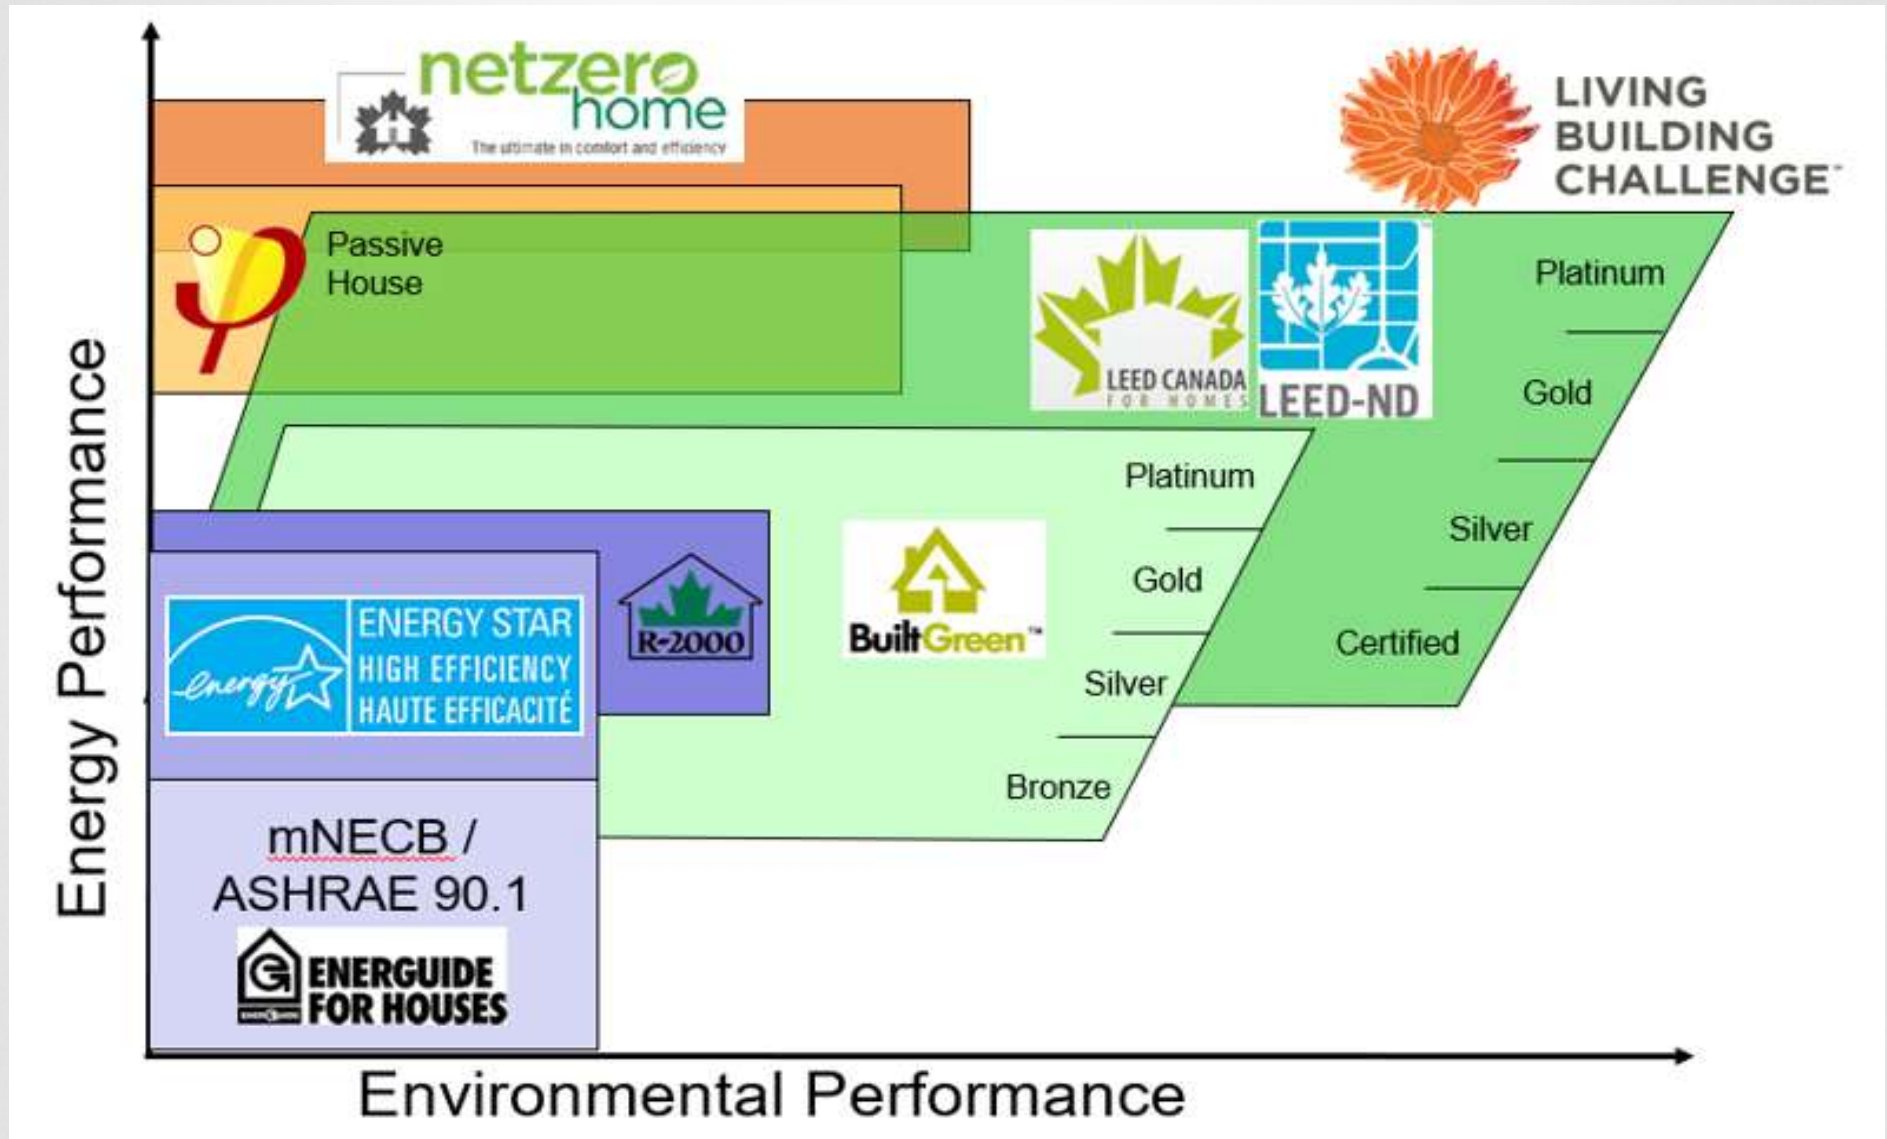 netzero
home
The ultimate in comfort and efficiency
LIVING
BUILDING
CHALLENGE™
Passive
House
LEED CANADA
FOR HOMES
LEED-ND
Platinum
Gold
Silver
Certified
Platinum
Gold
Silver
Bronze
BuiltGreen™
R-2000
energy
ENERGY STAR
HIGH EFFICIENCY
HAUTE EFFICACITÉ
mNECB /
ASHRAE 90.1
ENERGUIDE
FOR HOUSES
Energy Performance
Environmental Performance